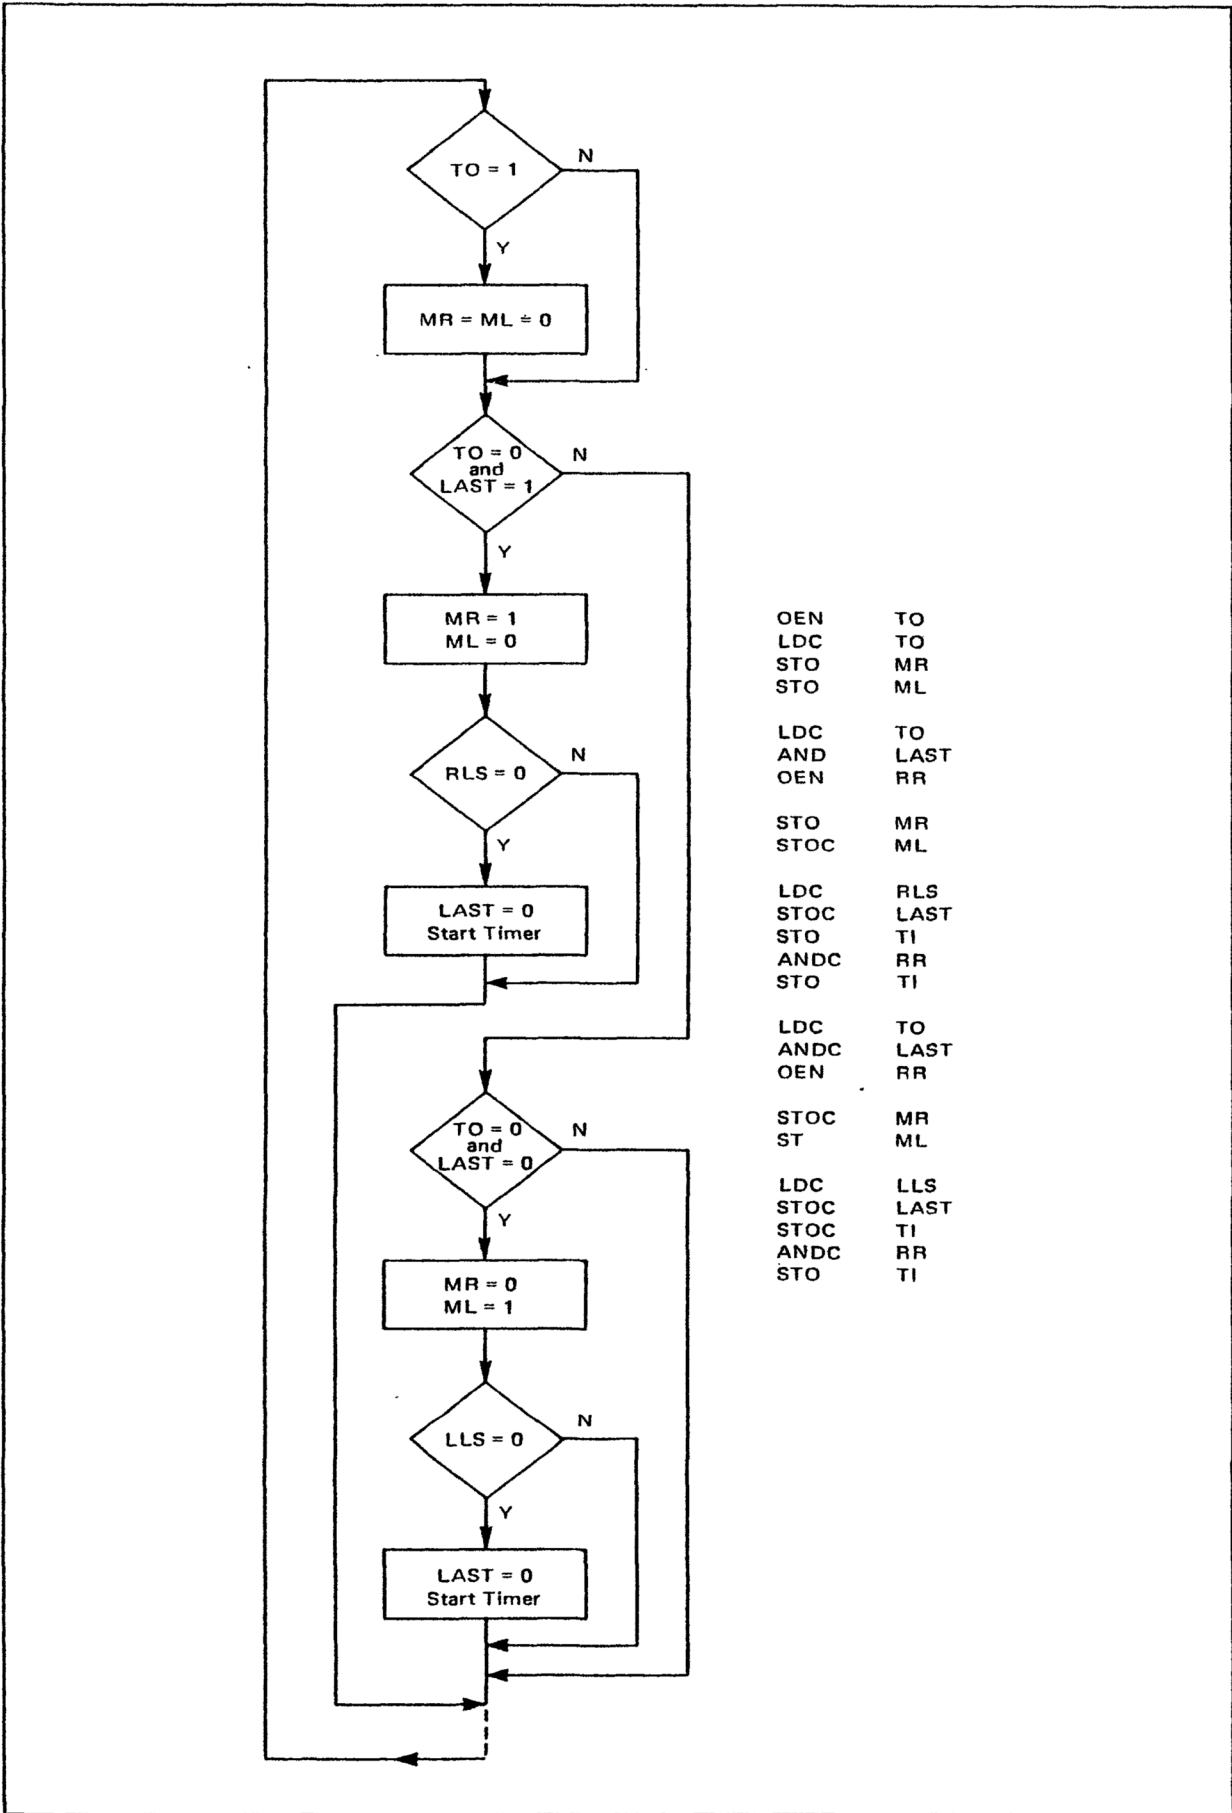 TO = 1
N
Y
MR = ML = 0
TO = 0
and
LAST = 1
N
Y
MR = 1
ML = 0
RLS = 0
N
Y
LAST = 0
Start Timer
TO = 0
and
LAST = 0
N
Y
MR = 0
ML = 1
LLS = 0
N
Y
LAST = 0
Start Timer
OEN TO
LDC TO
STO MR
STO ML
LDC TO
AND LAST
OEN RR
STO MR
STOC ML
LDC RLS
STOC LAST
STO TI
ANDC RR
STO TI
LDC TO
ANDC LAST
OEN RR
STOC MR
ST ML
LDC LLS
STOC LAST
STOC TI
ANDC RR
STO TI